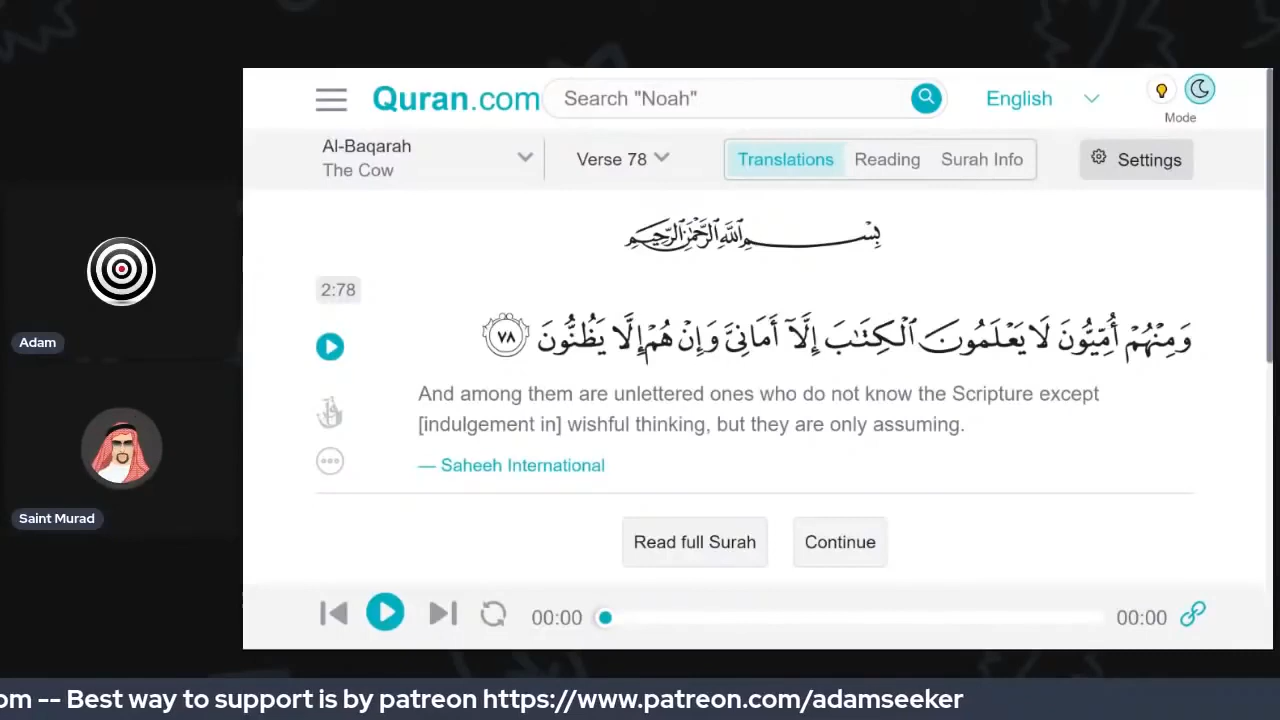 Quran.com
Search "Noah"
English
Mode
Al-Baqarah
The Cow
Verse 78
Translations
Reading
Surah Info
Settings
بِسْمِ ٱللَّهِ ٱلرَّحْمَٰنِ ٱلرَّحِيمِ
2:78
وَمِنْهُمْ أُمِّيُّونَ لَا يَعْلَمُونَ ٱلْكِتَٰبَ إِلَّآ أَمَانِىَّ وَإِنْ هُمْ إِلَّا يَظُنُّونَ ٧٨
And among them are unlettered ones who do not know the Scripture except
[indulgement in] wishful thinking, but they are only assuming.
— Saheeh International
Read full Surah
Continue
00:00
00:00
Adam
Saint Murad
om -- Best way to support is by patreon https://www.patreon.com/adamseeker